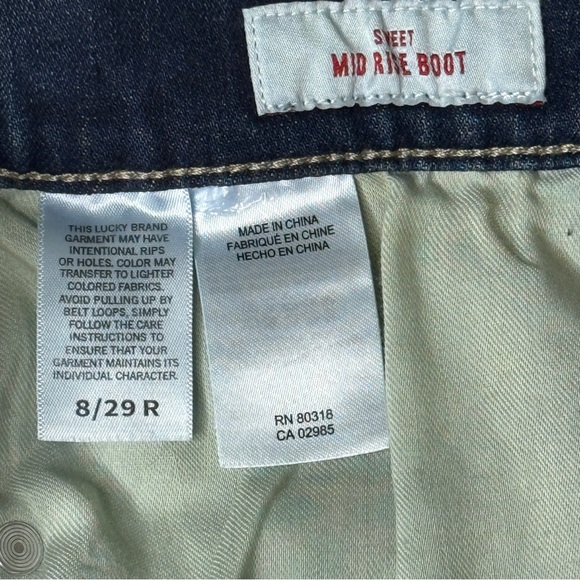 SWEET
MID RISE BOOT
THIS LUCKY BRAND
GARMENT MAY HAVE
INTENTIONAL RIPS
OR HOLES. COLOR MAY
TRANSFER TO LIGHTER
COLORED FABRICS.
AVOID PULLING UP BY
BELT LOOPS, SIMPLY
FOLLOW THE CARE
INSTRUCTIONS TO
ENSURE THAT YOUR
GARMENT MAINTAINS ITS
INDIVIDUAL CHARACTER.
8/29 R
MADE IN CHINA
FABRIQUÉ EN CHINE
HECHO EN CHINA
RN 80318
CA 02985